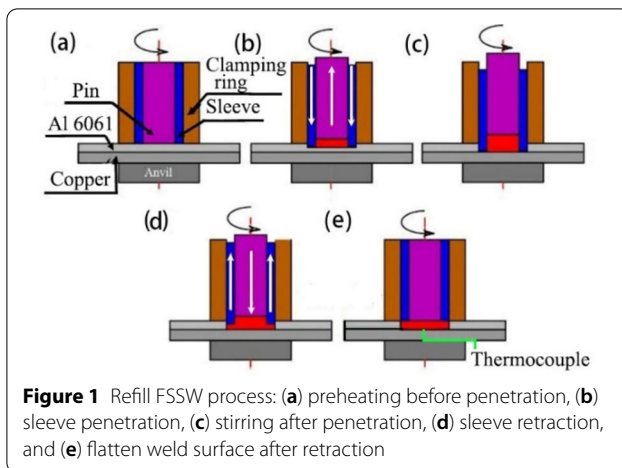 (a)
(b)
(c)
Clamping
ring
Pin
Sleeve
Al 6061
Copper
Anvil
(d)
(e)
Thermocouple
Figure 1 Refill FSSW process: (a) preheating before penetration, (b)
sleeve penetration, (c) stirring after penetration, (d) sleeve retraction,
and (e) flatten weld surface after retraction